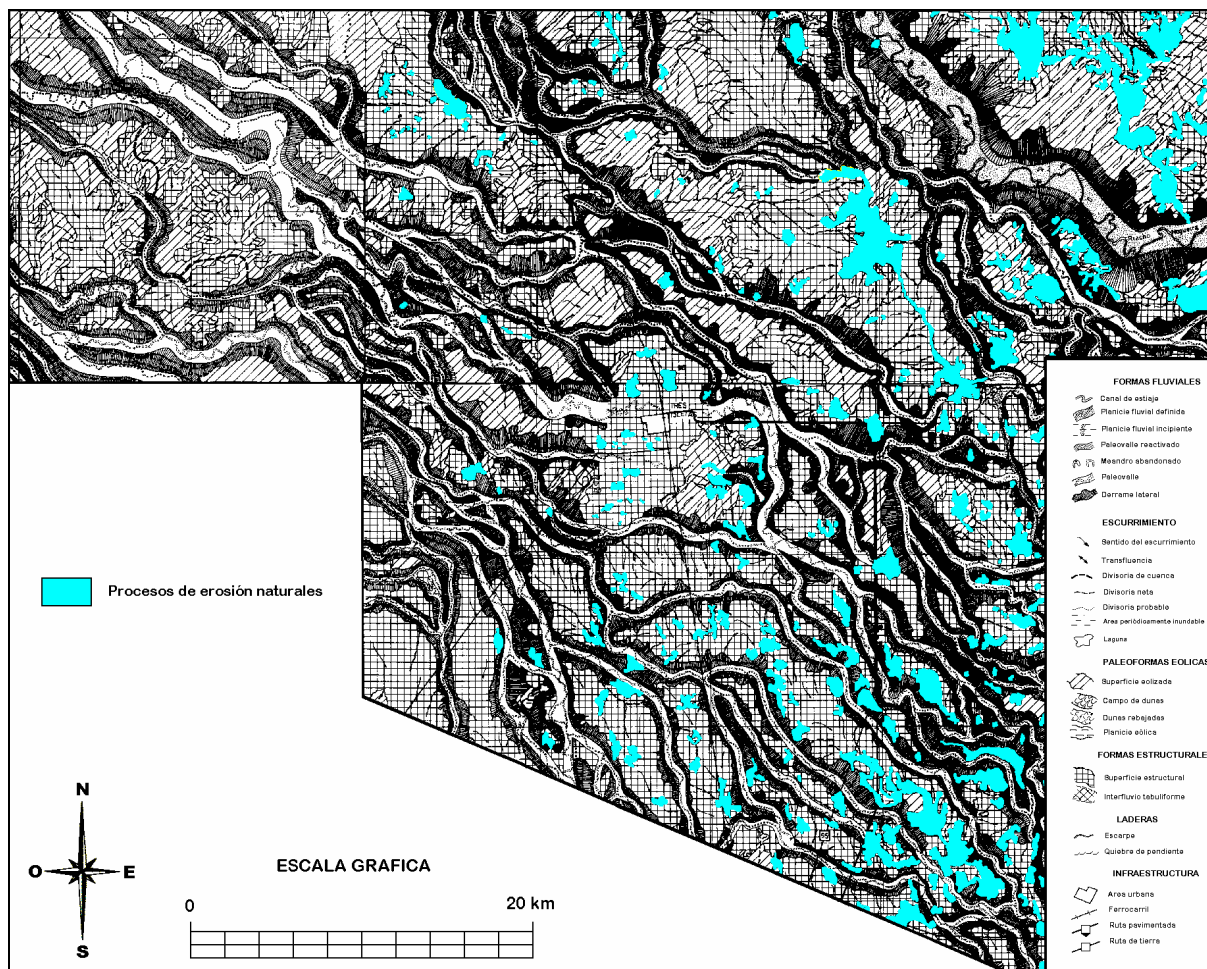 TRES
Procesos de erosión naturales
N
O
E
S
ESCALA GRAFICA
0
20 km
FORMAS FLUVIALES
Canal de estiaje
Planicie fluvial definida
Planicie fluvial incipiente
Paleovalle reactivado
Meandro abandonado
Paleovalle
Derrame lateral
ESCURRIMIENTO
Sentido del escurrimiento
Transfluencia
Divisoria de cuenca
Divisoria neta
Divisoria probable
Area periódicamente inundable
Laguna
PALEOFORMAS EOLICAS
Superficie eolizada
Campo de dunas
Dunas rebajadas
Planicie eólica
FORMAS ESTRUCTURALES
Superficie estructural
Interfluvio tabuliforme
LADERAS
Escarpe
Quiebre de pendiente
INFRAESTRUCTURA
Area urbana
Ferrocarril
Ruta pavimentada
Ruta de tierra